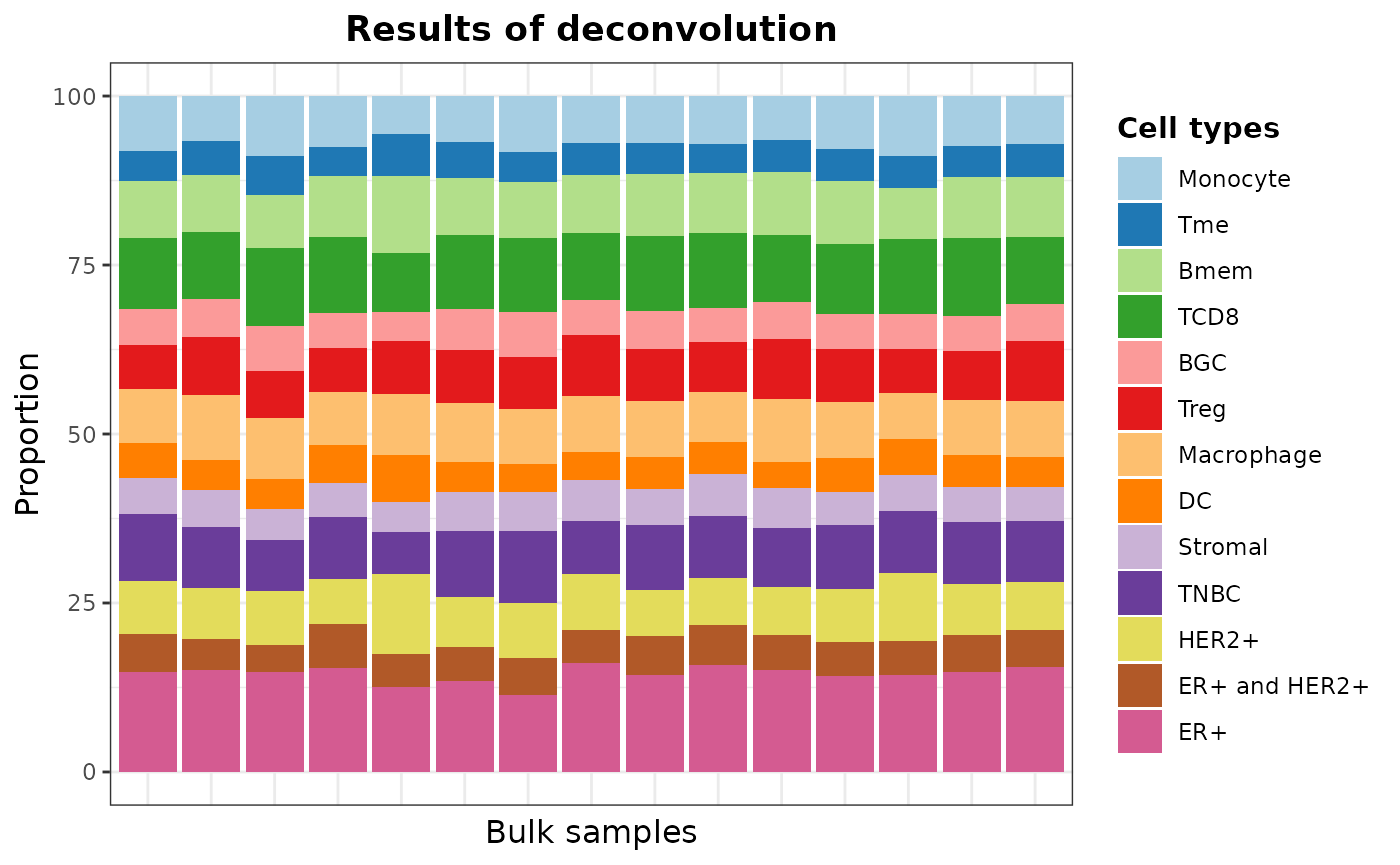 Results of deconvolution
Proportion
100
75
50
25
0
Bulk samples
Cell types
Monocyte
Tme
Bmem
TCD8
BGC
Treg
Macrophage
DC
Stromal
TNBC
HER2+
ER+ and HER2+
ER+